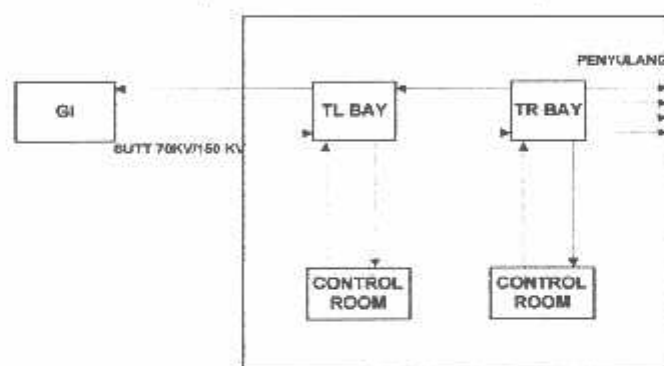 PENYULANG
GI
TL BAY
TR BAY
SUTT 70KV/150 KV
CONTROL
ROOM
CONTROL
ROOM